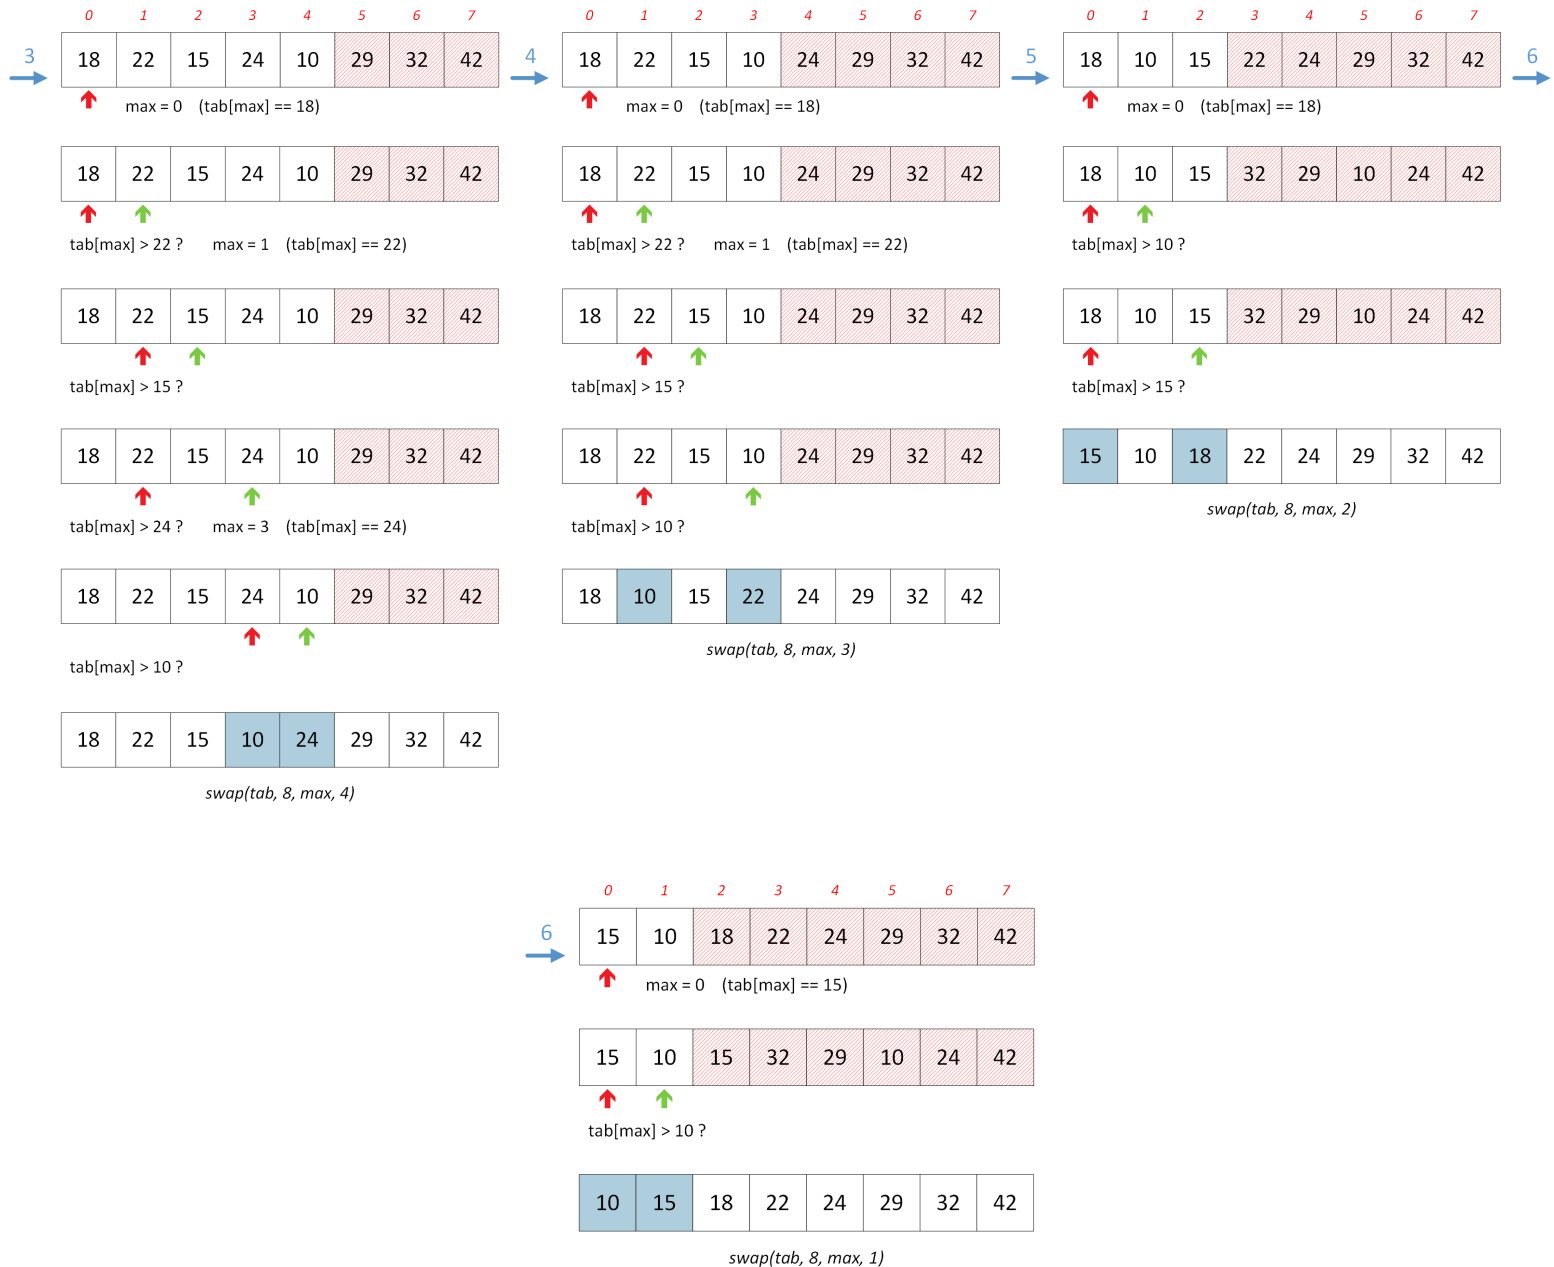 0 1 2 3 4 5 6 7
3 18 22 15 24 10 29 32 42
max = 0 (tab[max] == 18)
18 22 15 24 10 29 32 42
tab[max] > 22 ? max = 1 (tab[max] == 22)
18 22 15 24 10 29 32 42
tab[max] > 15 ?
18 22 15 24 10 29 32 42
tab[max] > 24 ? max = 3 (tab[max] == 24)
18 22 15 24 10 29 32 42
tab[max] > 10 ?
18 22 15 10 24 29 32 42
swap(tab, 8, max, 4)
0 1 2 3 4 5 6 7
4 18 22 15 10 24 29 32 42
max = 0 (tab[max] == 18)
18 22 15 10 24 29 32 42
tab[max] > 22 ? max = 1 (tab[max] == 22)
18 22 15 10 24 29 32 42
tab[max] > 15 ?
18 22 15 10 24 29 32 42
tab[max] > 10 ?
18 10 15 22 24 29 32 42
swap(tab, 8, max, 3)
0 1 2 3 4 5 6 7
5 18 10 15 22 24 29 32 42 6
max = 0 (tab[max] == 18)
18 10 15 32 29 10 24 42
tab[max] > 10 ?
18 10 15 32 29 10 24 42
tab[max] > 15 ?
15 10 18 22 24 29 32 42
swap(tab, 8, max, 2)
0 1 2 3 4 5 6 7
6 15 10 18 22 24 29 32 42
max = 0 (tab[max] == 15)
15 10 15 32 29 10 24 42
tab[max] > 10 ?
10 15 18 22 24 29 32 42
swap(tab, 8, max, 1)